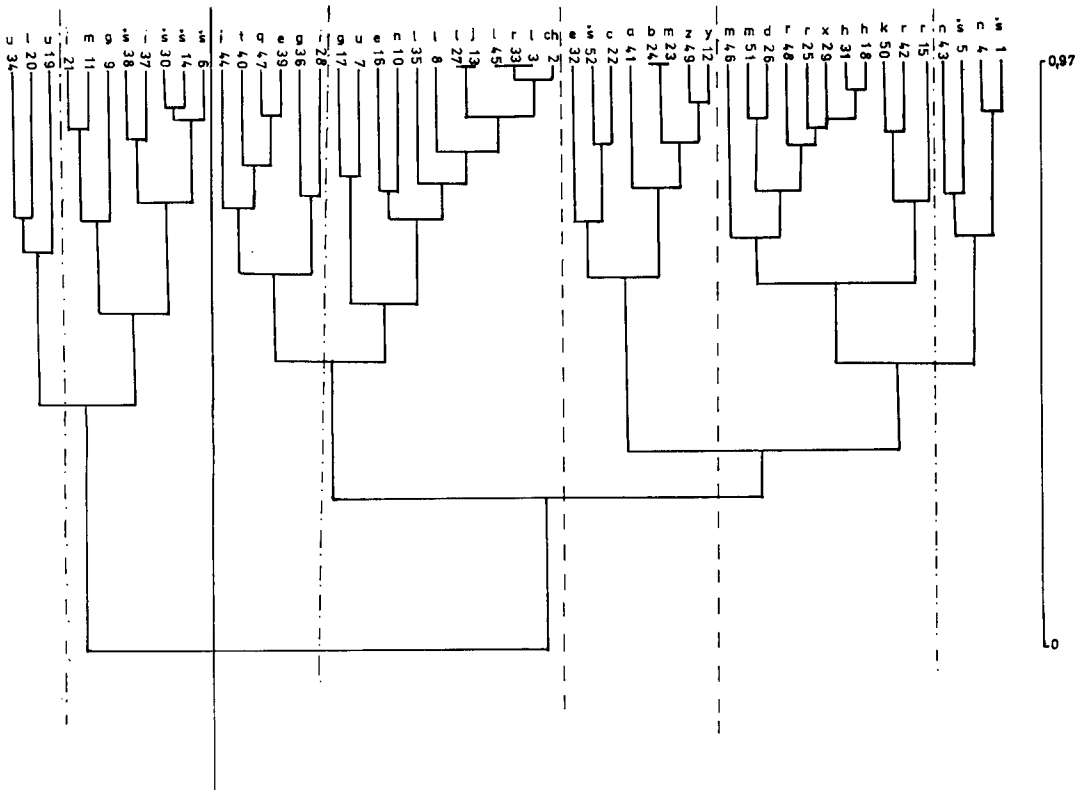 u 34
l 20
u 19
i 21
m 11
g 9
's 38
i 37
's 30
's 14
's 6
i 44
t 40
q 47
e 39
g 36
i 28
g 17
u 7
e 16
n 10
l 35
l 8
l 27
j 13
l 45
r 33
l 3
ch 2
e 32
's 52
c 22
a 41
b 24
m 23
z 49
y 12
m 46
m 51
d 26
r 48
r 25
x 29
h 31
h 18
k 50
r 42
r 15
n 43
's 5
n 4
's 1
0,97
0